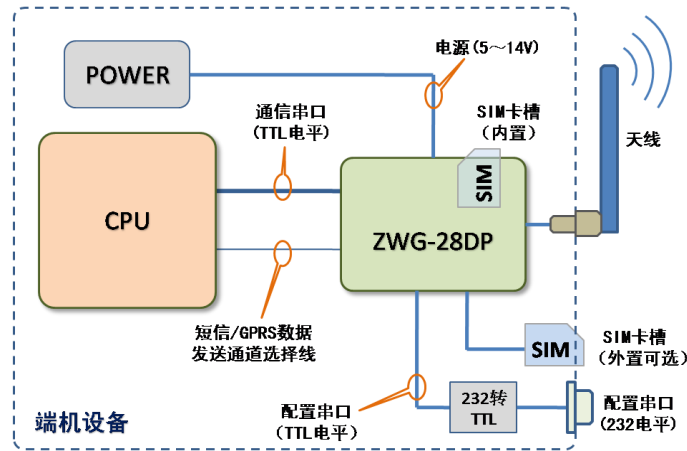 电源(5～14V)
POWER
通信串口
(TTL电平)
SIM卡槽
（内置）
天线
SIM
CPU
ZWG-28DP
短信/GPRS数据
发送通道选择线
SIM
SIM卡槽
(外置可选)
配置串口
(TTL电平)
232转
TTL
配置串口
(232电平)
端机设备